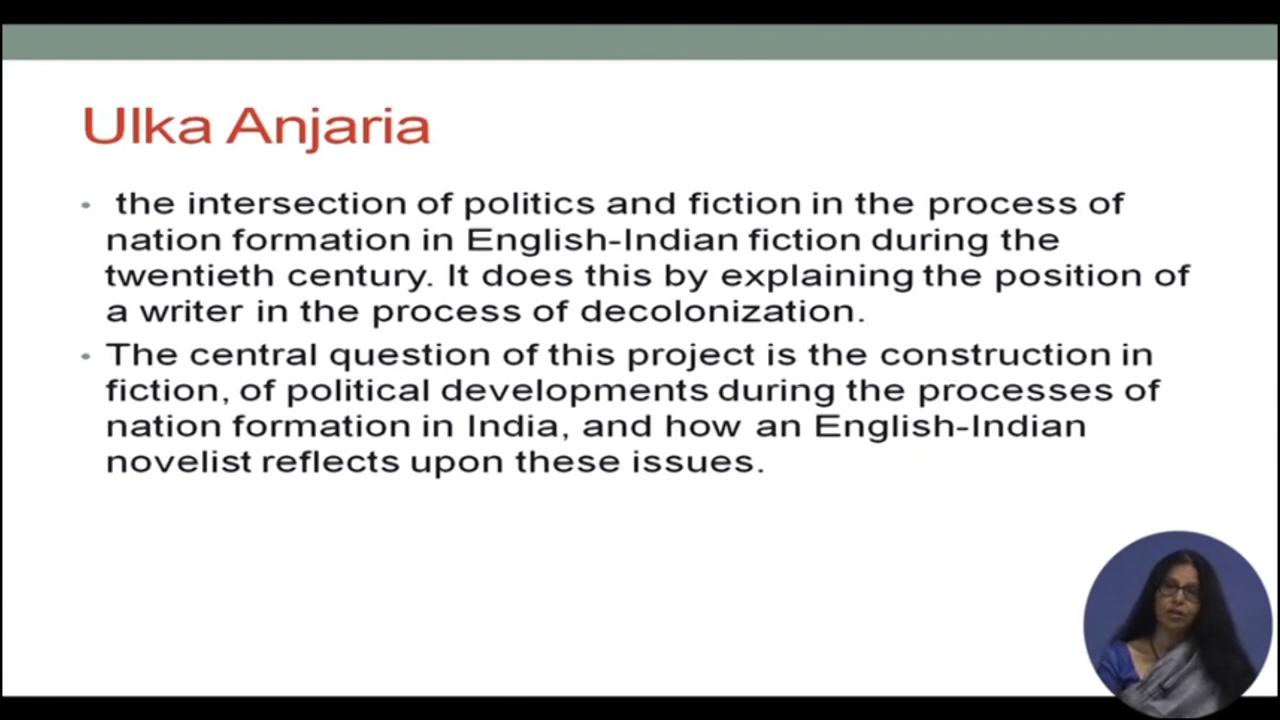 Ulka Anjaria
• the intersection of politics and fiction in the process of
nation formation in English-Indian fiction during the
twentieth century. It does this by explaining the position of
a writer in the process of decolonization.
• The central question of this project is the construction in
fiction, of political developments during the processes of
nation formation in India, and how an English-Indian
novelist reflects upon these issues.